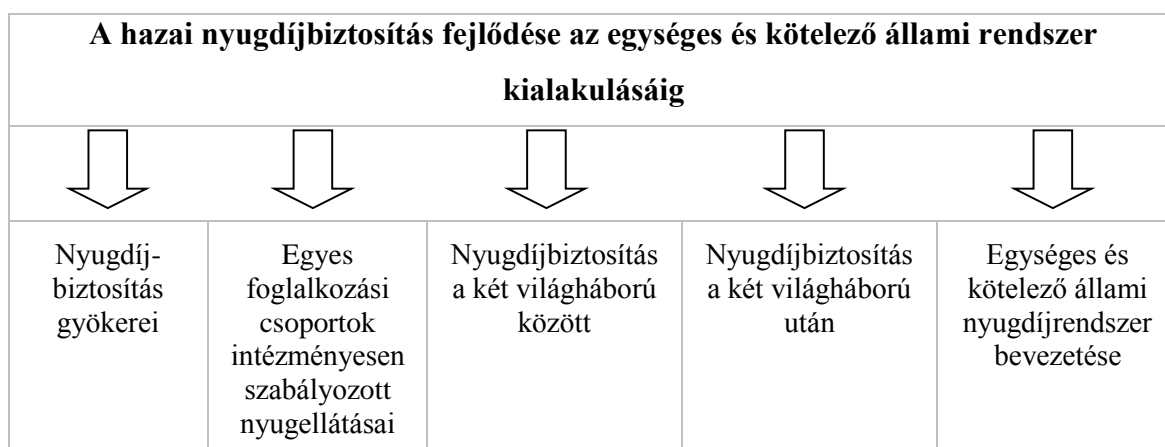 A hazai nyugdíjbiztosítás fejlődése az egységes és kötelező állami rendszer
kialakulásáig
Nyugdíj-
biztosítás
gyökerei
Egyes
foglalkozási
csoportok
intézményesen
szabályozott
nyugellátásai
Nyugdíjbiztosítás
a két világháború
között
Nyugdíjbiztosítás
a két világháború
után
Egységes és
kötelező állami
nyugdíjrendszer
bevezetése